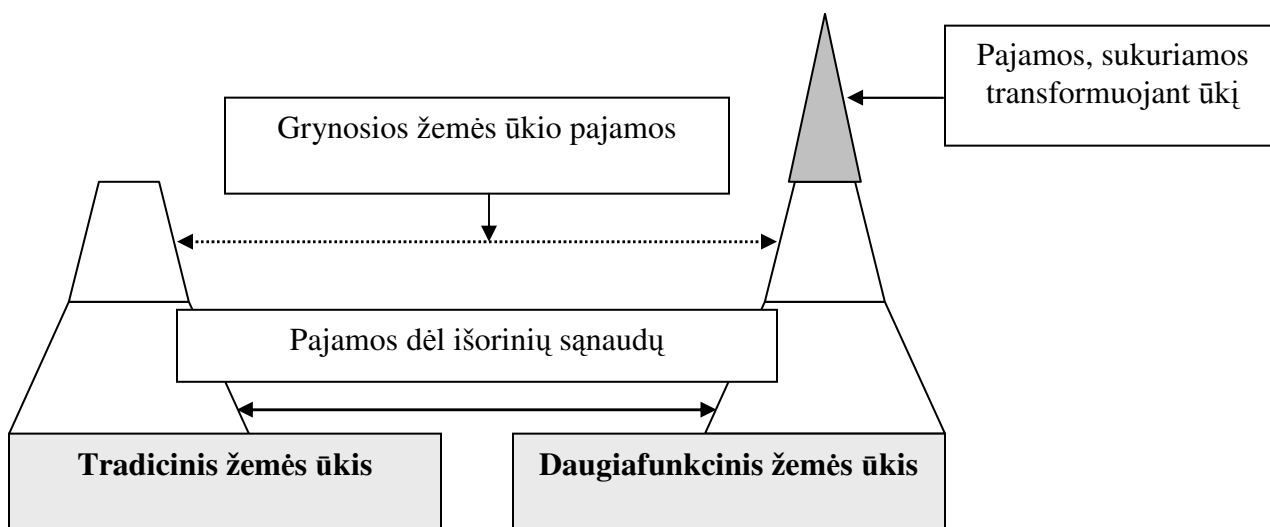 Pajamos, sukuriamos
transformuojant ūkį
Grynosios žemės ūkio pajamos
Pajamos dėl išorinių sąnaudų
Tradicinis žemės ūkis
Daugiafunkcinis žemės ūkis